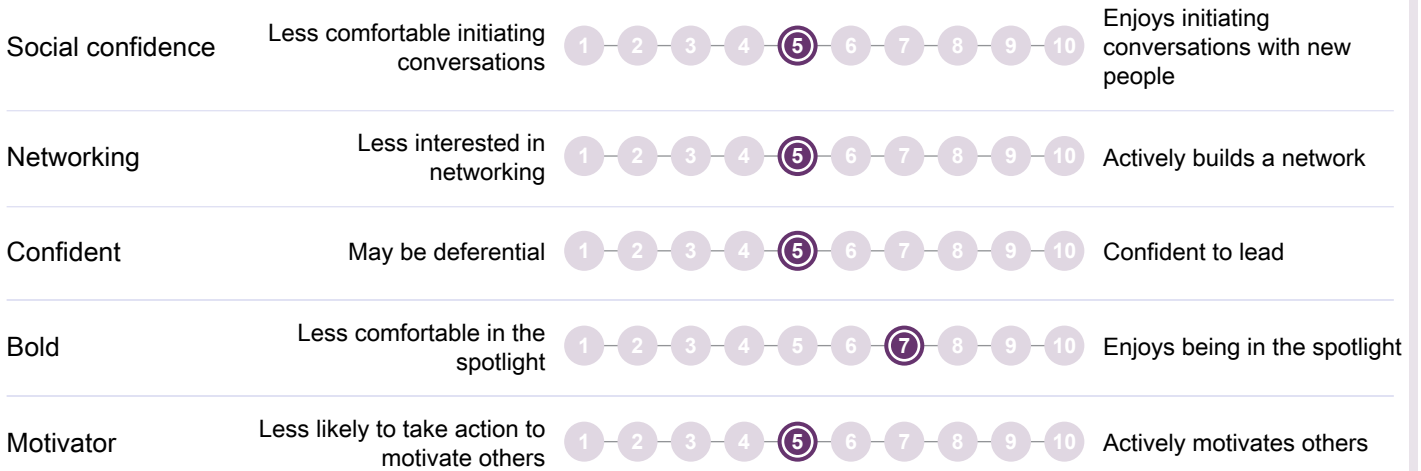 Social confidence
Less comfortable initiating
conversations
1 2 3 4 5 6 7 8 9 10
Enjoys initiating
conversations with new
people
Networking
Less interested in
networking
1 2 3 4 5 6 7 8 9 10
Actively builds a network
Confident
May be deferential
1 2 3 4 5 6 7 8 9 10
Confident to lead
Bold
Less comfortable in the
spotlight
1 2 3 4 5 6 7 8 9 10
Enjoys being in the spotlight
Motivator
Less likely to take action to
motivate others
1 2 3 4 5 6 7 8 9 10
Actively motivates others